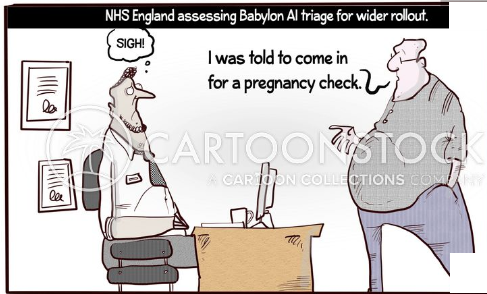 NHS England assessing Babylon AI triage for wider rollout.
SIGH!
I was told to come in
for a pregnancy check.
CARTOONSTOCK
A CARTOON COLLECTIONS COMPANY